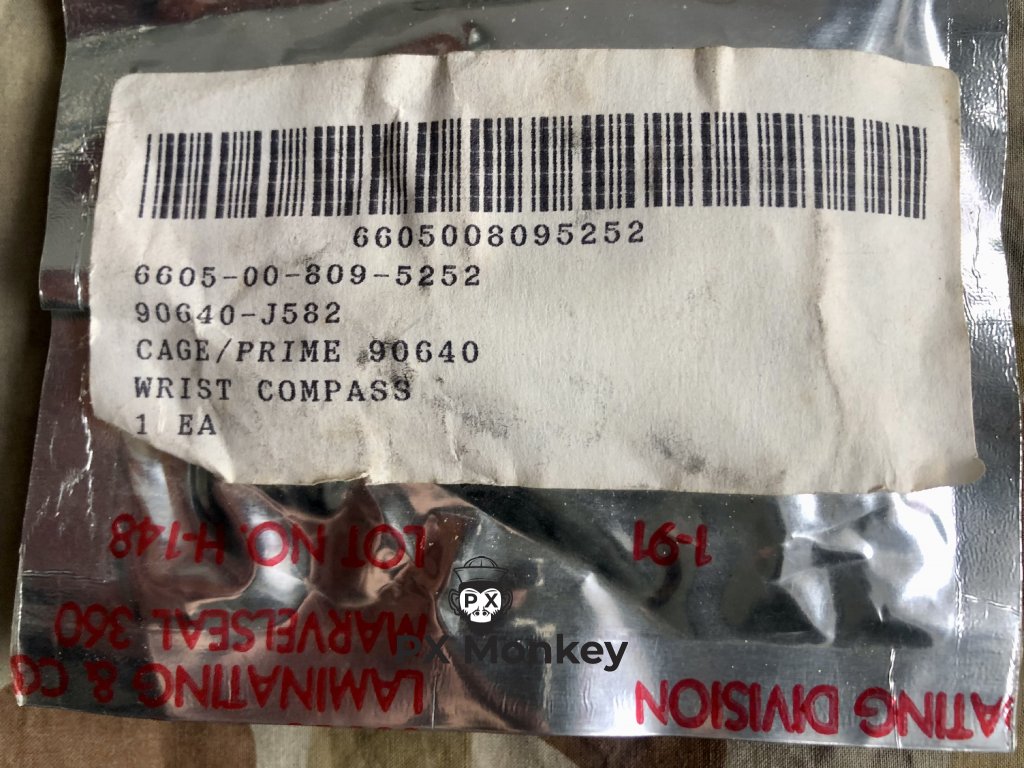 6605008095252
6605-00-809-5252
90640-J582
CAGE/PRIME 90640
WRIST COMPASS
1 EA
LOT NO. H-148
1-91
MARVELSEAL 360
LAMINATING & CO
ATING DIVISION
PX
PX Monkey